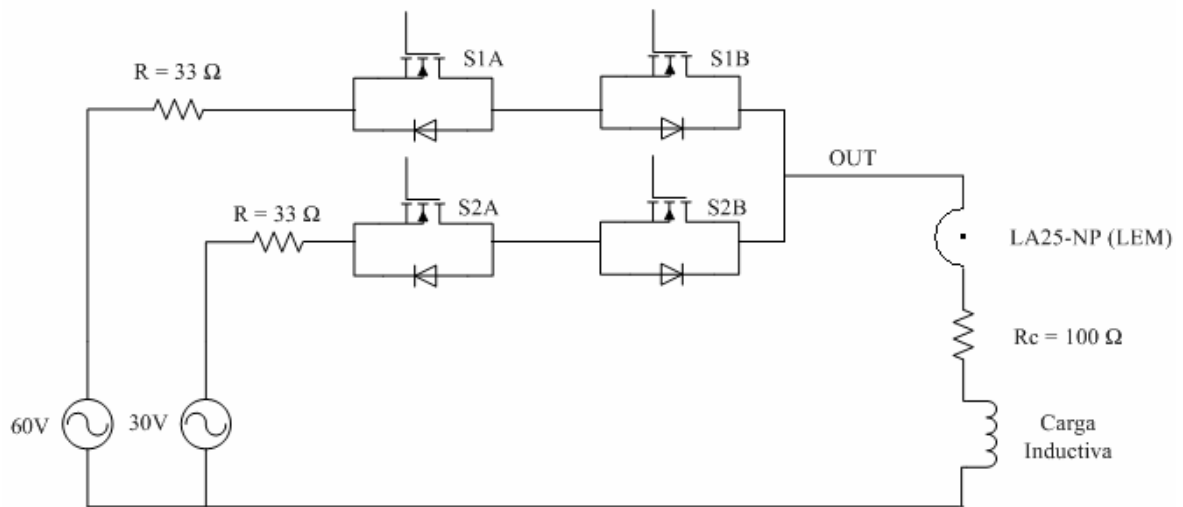 S1A
S1B
R = 33 Ω
OUT
R = 33 Ω
S2A
S2B
LA25-NP (LEM)
Rc = 100 Ω
60V
30V
Carga
Inductiva